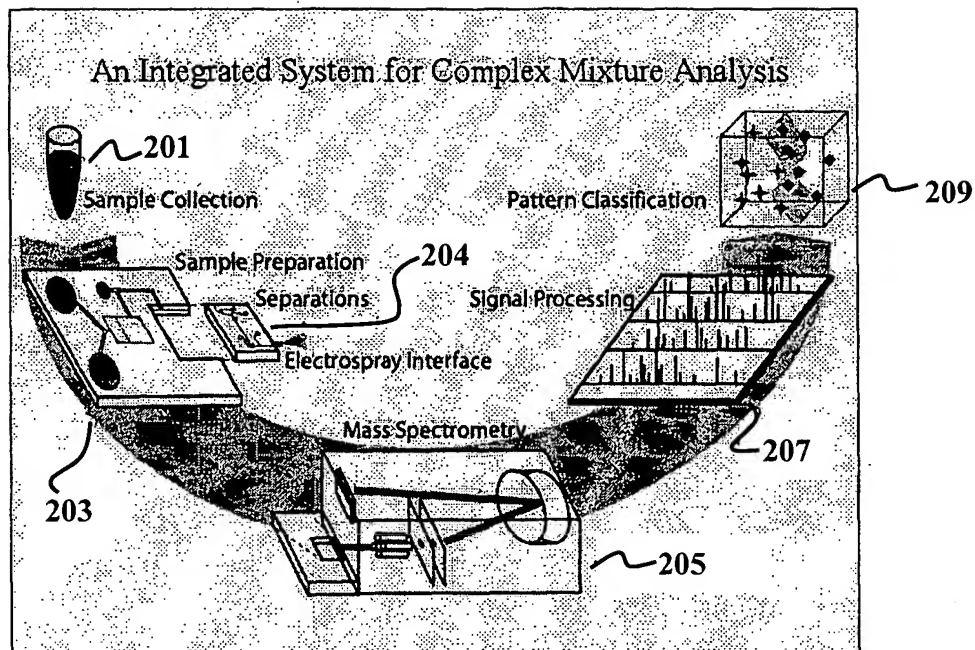 An Integrated System for Complex Mixture Analysis
201
Sample Collection
Pattern Classification
209
Sample Preparation
204
Separations
Signal Processing
Electrospray Interface
Mass Spectrometry
207
203
205